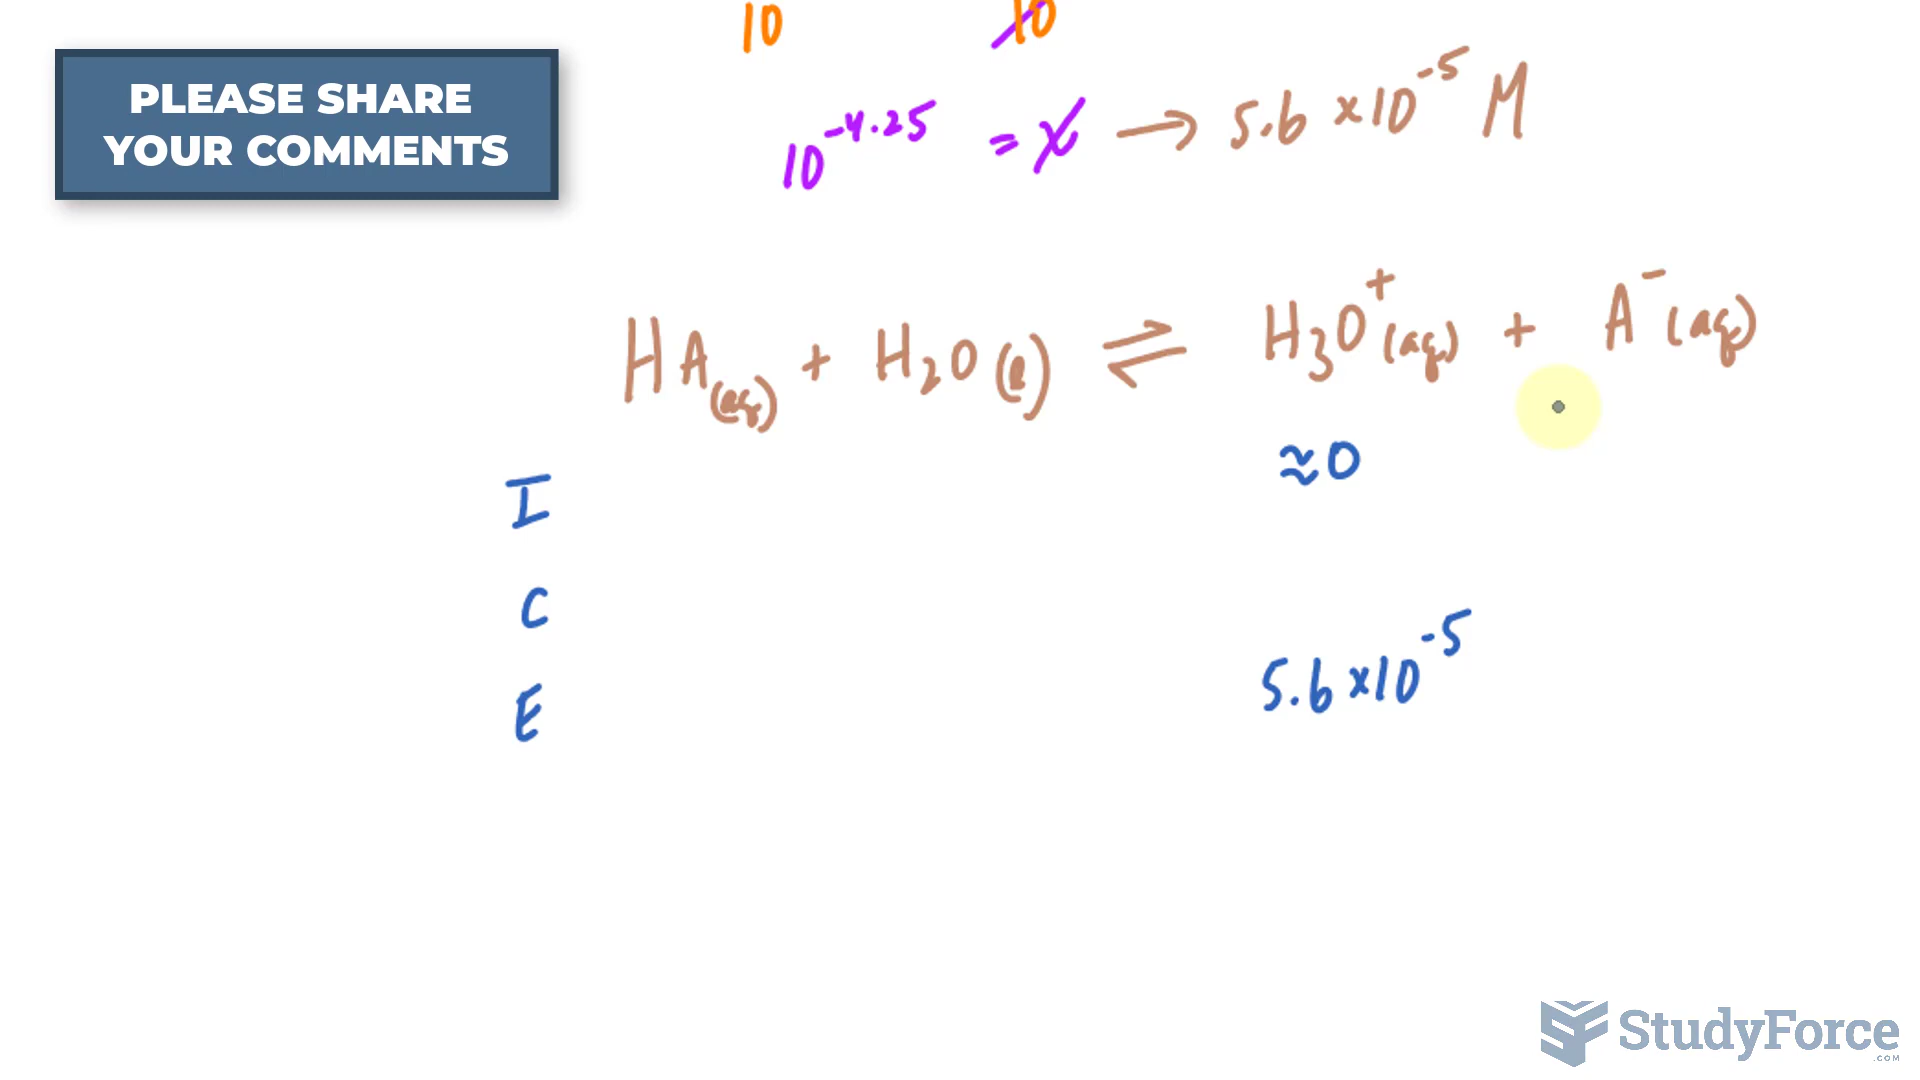 10 10
PLEASE SHARE
YOUR COMMENTS
10^-4.25 = x → 5.6 × 10^-5 M
HA(aq) + H2O(l) ⇌ H3O^+(aq) + A^-(aq)
I ≈0
C
E 5.6 × 10^-5
StudyForce
.COM